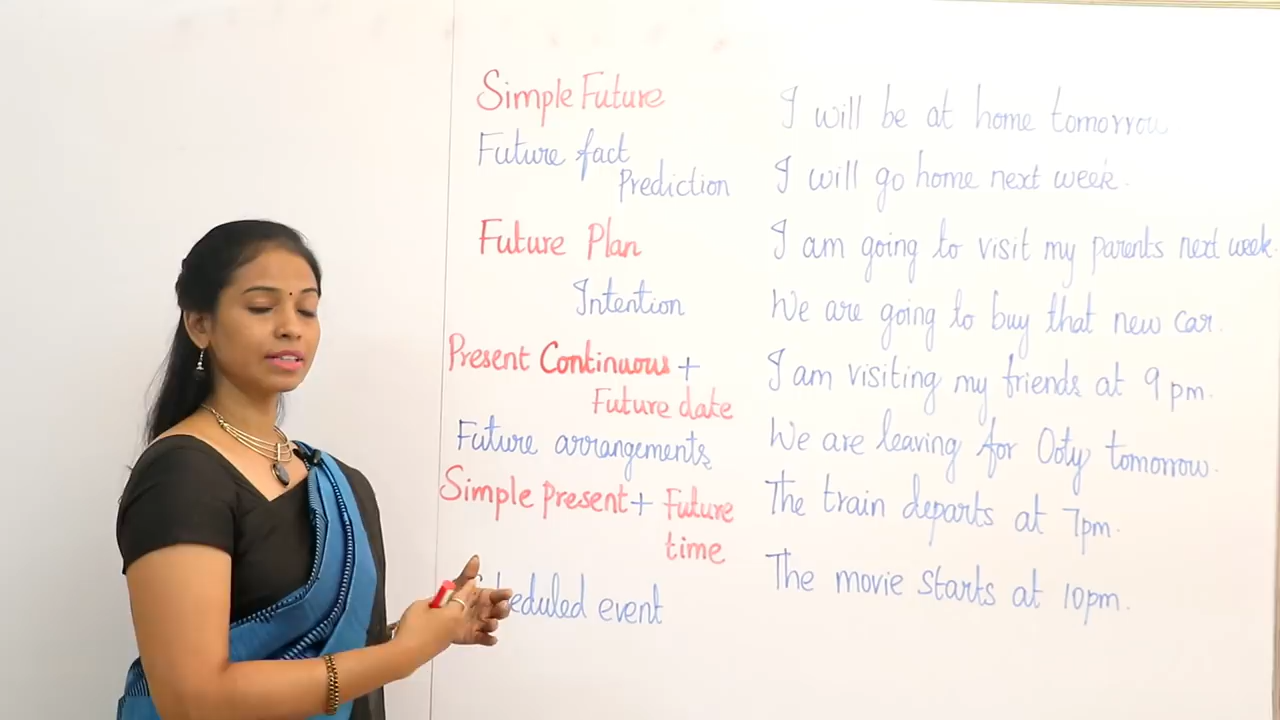 Simple Future
Future fact
Prediction
Future Plan
Intention
Present Continuous +
Future date
Future arrangements
Simple present + Future
time
event
I will be at home tomorrow
I will go home next week.
I am going to visit my parents next week.
We are going to buy that new car.
I am visiting my friends at 9 pm.
We are leaving for Ooty tomorrow.
The train departs at 7pm.
The movie starts at 10pm.